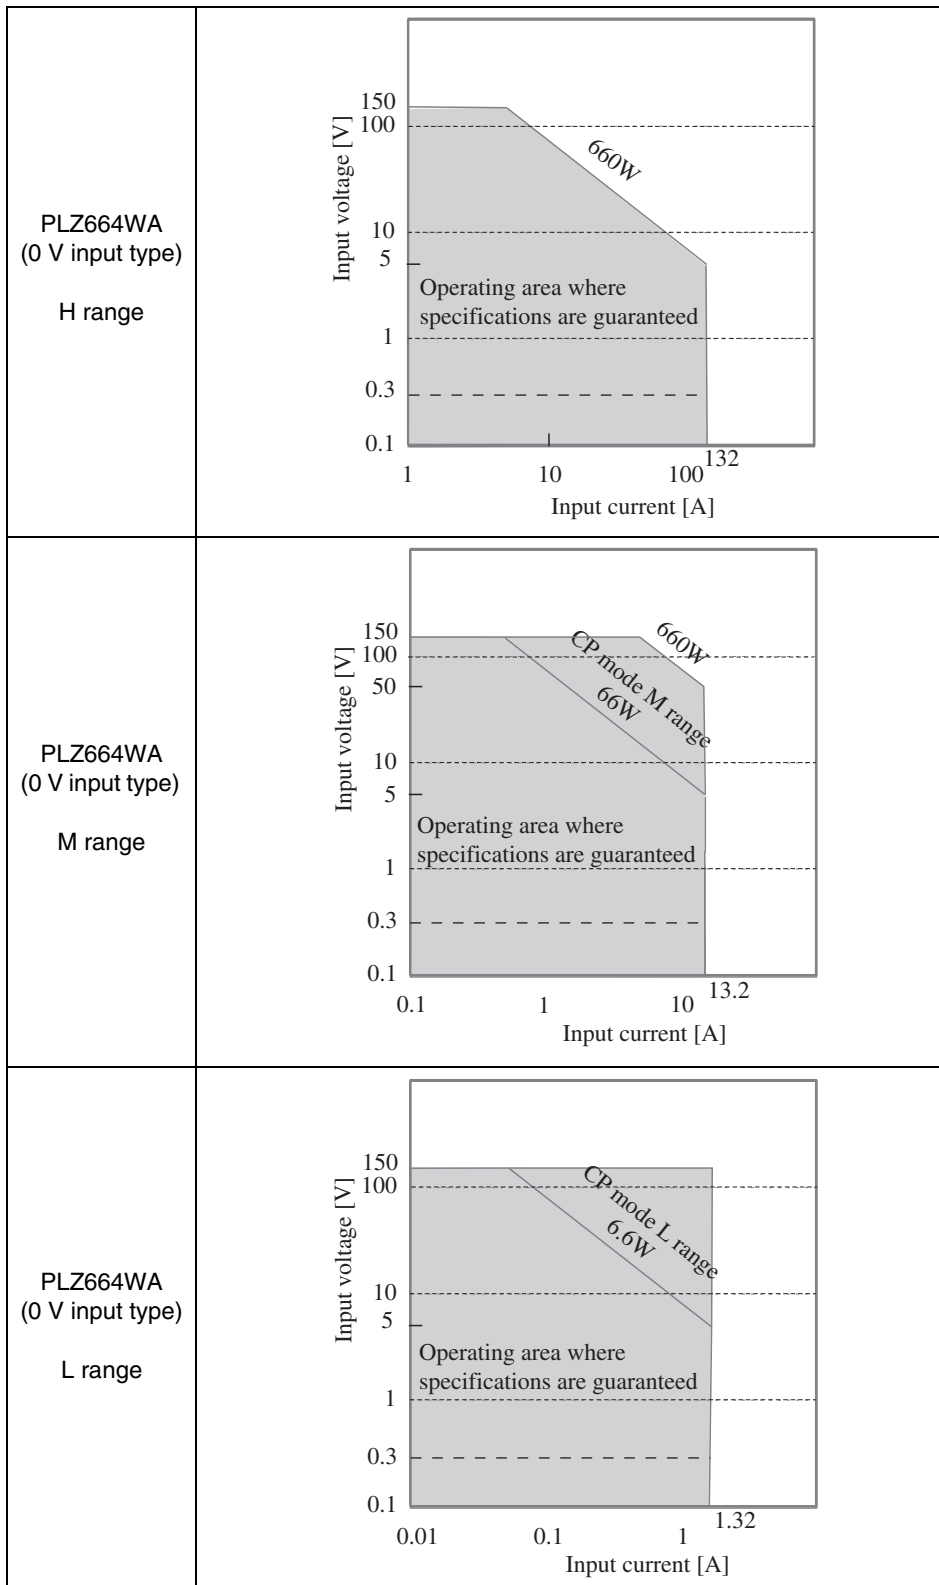 PLZ664WA
(0 V input type)
H range
Input voltage [V]
150
100
10
5
1
0.3
0.1
660W
Operating area where
specifications are guaranteed
1
10
100
132
Input current [A]
PLZ664WA
(0 V input type)
M range
Input voltage [V]
150
100
50
10
5
1
0.3
0.1
660W
CP mode M range
66W
Operating area where
specifications are guaranteed
0.1
1
10
13.2
Input current [A]
PLZ664WA
(0 V input type)
L range
Input voltage [V]
150
100
10
5
1
0.3
0.1
CP mode L range
6.6W
Operating area where
specifications are guaranteed
0.01
0.1
1
1.32
Input current [A]